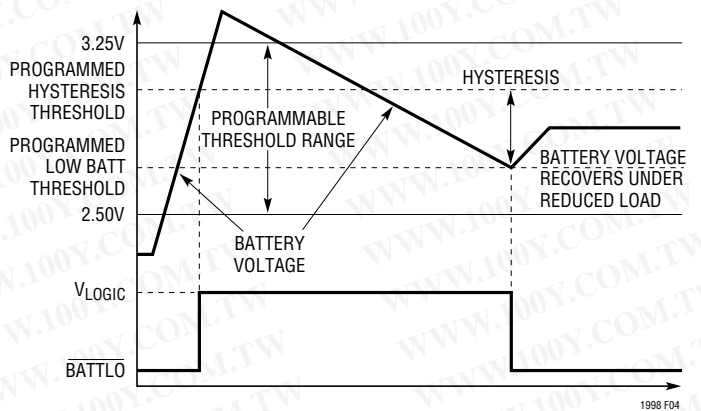 3.25V
PROGRAMMED
HYSTERESIS
THRESHOLD
PROGRAMMED
LOW BATT
THRESHOLD
2.50V
PROGRAMMABLE
THRESHOLD RANGE
HYSTERESIS
BATTERY VOLTAGE
RECOVERS UNDER
REDUCED LOAD
BATTERY
VOLTAGE
VLOGIC
BATTLO
1998 F04
WWW.100Y.COM.TW